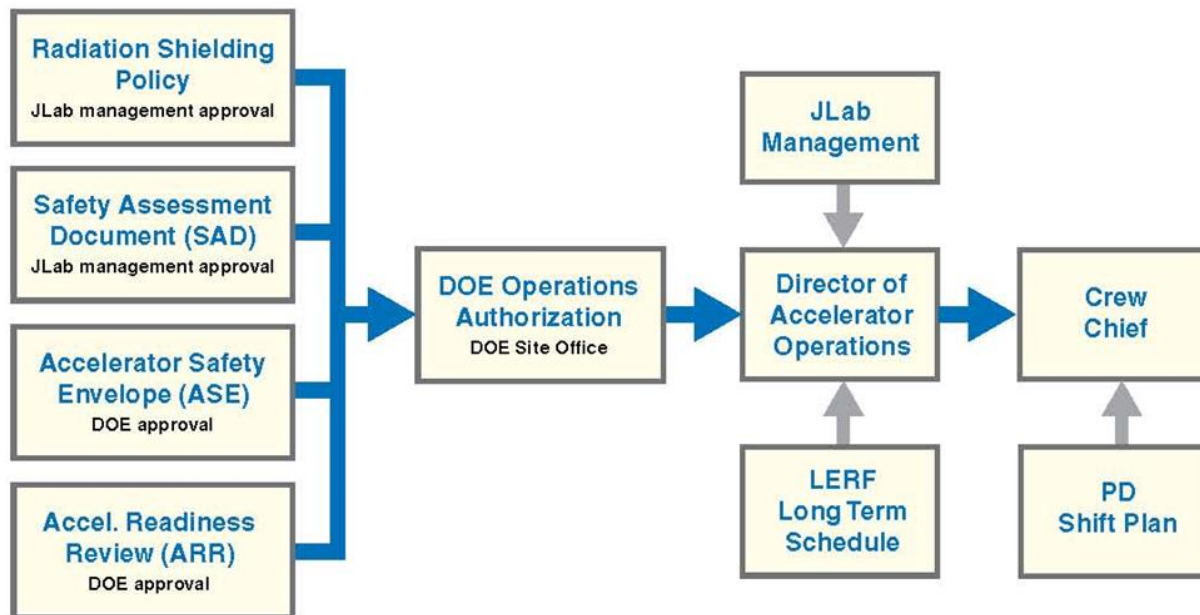 Radiation Shielding
Policy
JLab management approval
Safety Assessment
Document (SAD)
JLab management approval
Accelerator Safety
Envelope (ASE)
DOE approval
Accel. Readiness
Review (ARR)
DOE approval
DOE Operations
Authorization
DOE Site Office
JLab
Management
Director of
Accelerator
Operations
LERF
Long Term
Schedule
Crew
Chief
PD
Shift Plan